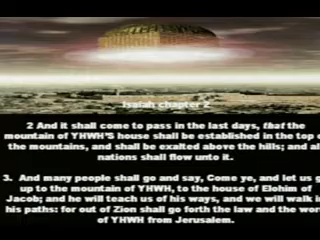 Isaiah chapter 2
2 And it shall come to pass in the last days, that the
mountain of YHWH'S house shall be established in the top o
the mountains, and shall be exalted above the hills; and al
nations shall flow unto it.
3. And many people shall go and say, Come ye, and let us g
up to the mountain of YHWH, to the house of Elohim of
Jacob; and he will teach us of his ways, and we will walk i
his paths: for out of Zion shall go forth the law and the wor
of YHWH from Jerusalem.